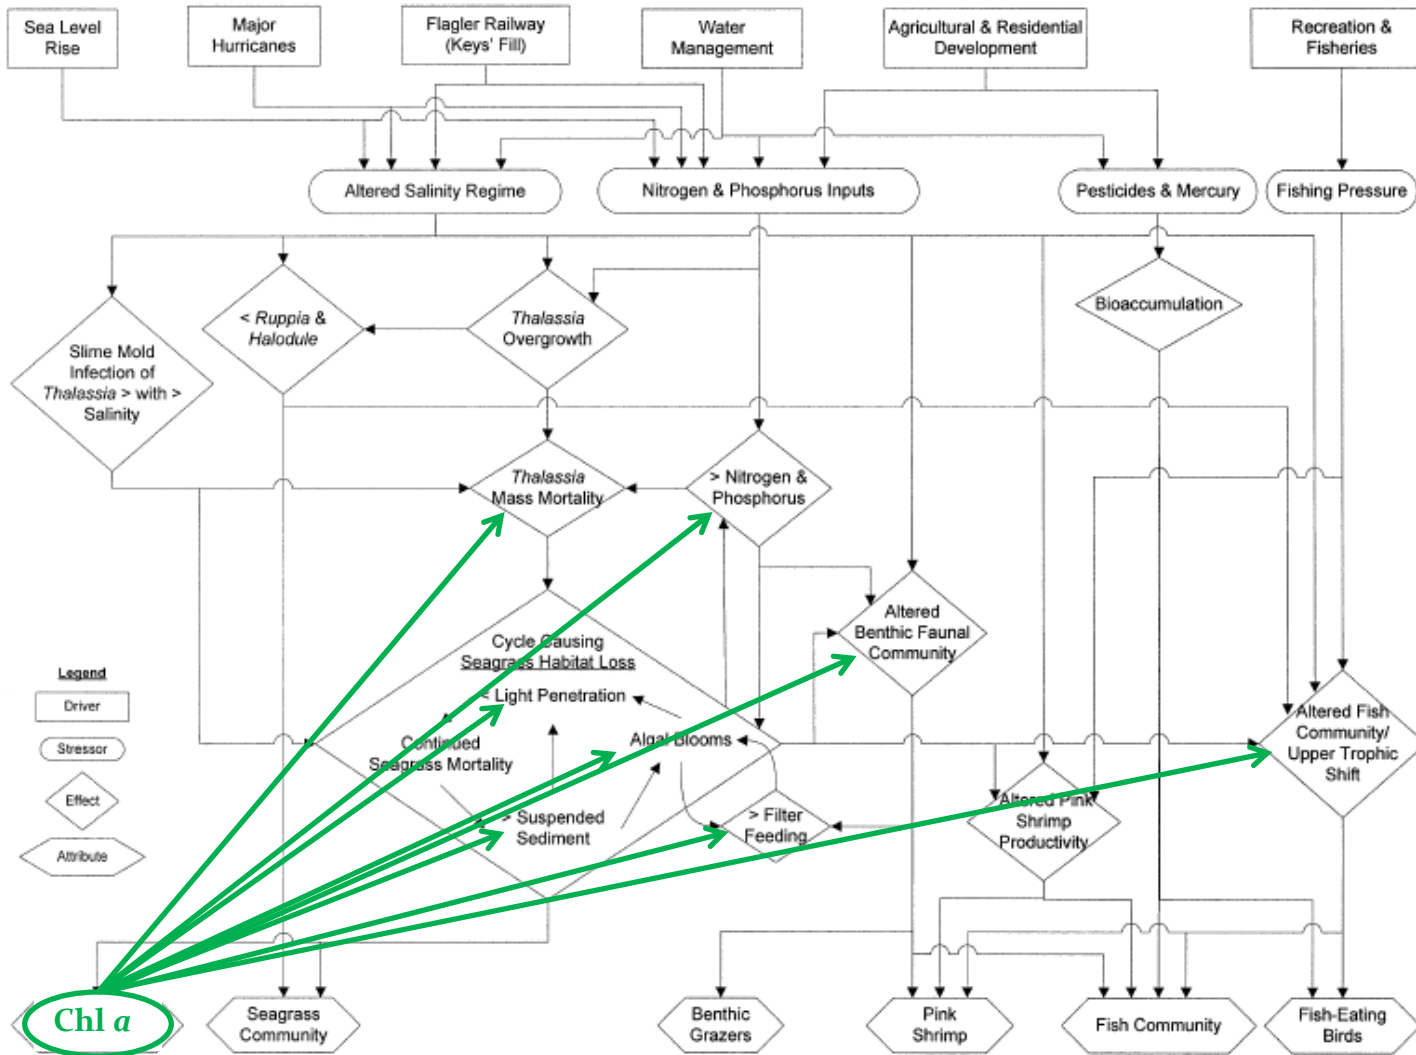 Sea Level
Rise
Major
Hurricanes
Flagler Railway
(Keys' Fill)
Water
Management
Agricultural & Residential
Development
Recreation &
Fisheries
Altered Salinity Regime
Nitrogen & Phosphorus Inputs
Pesticides & Mercury
Fishing Pressure
Slime Mold
Infection of
Thalassia > with >
Salinity
< Ruppia &
Halodule
Thalassia
Overgrowth
Bioaccumulation
Thalassia
Mass Mortality
> Nitrogen &
Phosphorus
Altered
Benthic Faunal
Community
Cycle Causing
Seagrass Habitat Loss
< Light Penetration
Continued
Seagrass Mortality
Algal Blooms
> Suspended
Sediment
> Filter
Feeding
Altered Pink
Shrimp
Productivity
Altered Fish
Community/
Upper Trophic
Shift
Legend
Driver
Stressor
Effect
Attribute
Chl a
Seagrass
Community
Benthic
Grazers
Pink
Shrimp
Fish Community
Fish-Eating
Birds